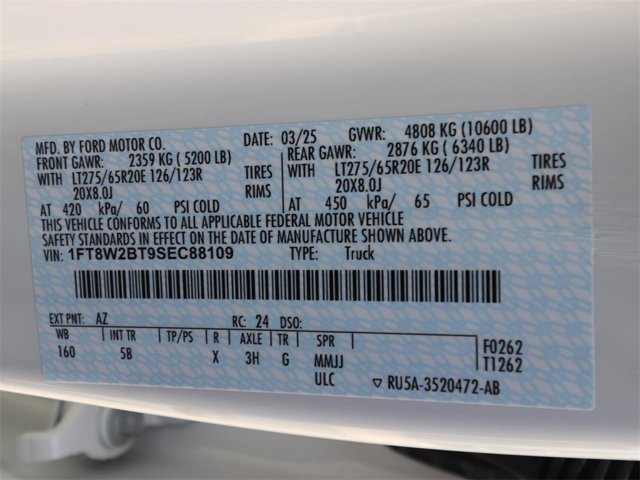 MFD. BY FORD MOTOR CO. DATE: 03/25 GVWR: 4808 KG (10600 LB)
FRONT GAWR: 2359 KG (5200 LB) REAR GAWR: 2876 KG (6340 LB)
WITH LT275/65R20E 126/123R TIRES WITH LT275/65R20E 126/123R TIRES
20X8.0J RIMS 20X8.0J RIMS
AT 420 kPa/ 60 PSI COLD AT 450 kPa/ 65 PSI COLD
THIS VEHICLE CONFORMS TO ALL APPLICABLE FEDERAL MOTOR VEHICLE
SAFETY STANDARDS IN EFFECT ON THE DATE OF MANUFACTURE SHOWN ABOVE.
VIN: 1FT8W2BT9SEC88109 TYPE: Truck
EXT PNT: AZ RC: 24 DSO:
WB INT TR TP/PS R AXLE TR SPR F0262
160 5B X 3H G MMJJ T1262
ULC ▽ RU5A-3520472-AB